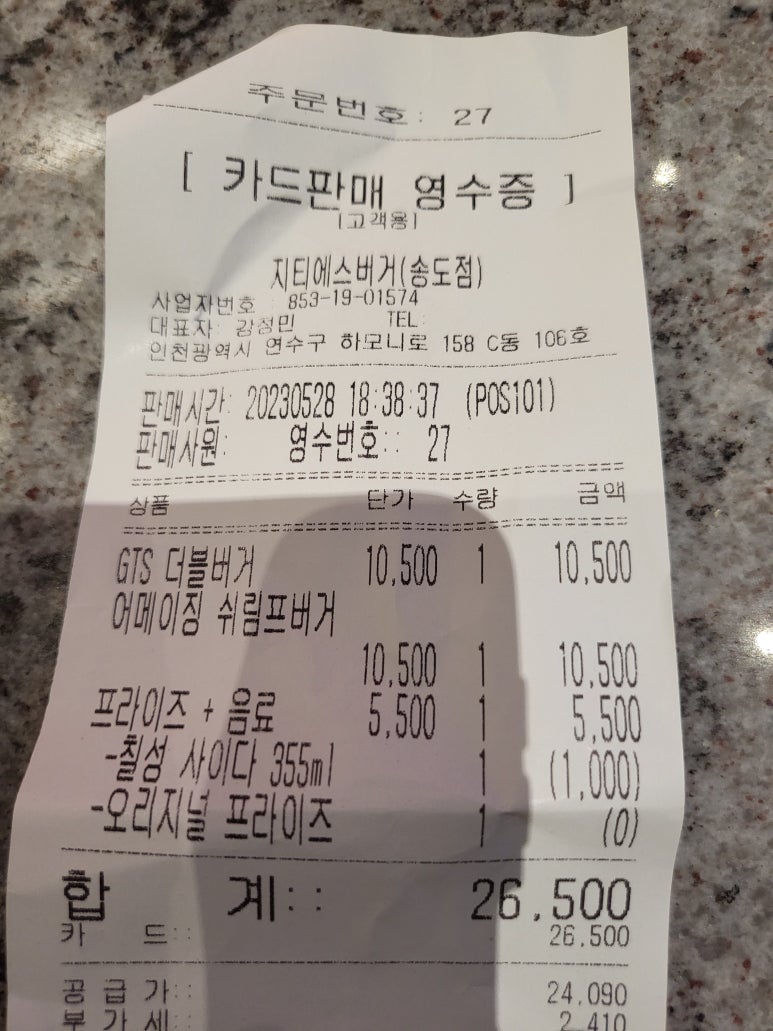 주문번호: 27
[ 카드판매 영수증 ]
[고객용]
지티에스버거(송도점)
사업자번호 : 853-19-01574
대표자: 강정민 TEL:
인천광역시 연수구 하모니로 158 C동 106호
판매시간: 20230528 18:38:37 (POS101)
판매사원: 영수번호:: 27
상품 단가 수량 금액
GTS 더블버거 10,500 1 10,500
어메이징 쉬림프버거
10,500 1 10,500
프라이즈 + 음료 5,500 1 5,500
-칠성 사이다 355ml 1 (1,000)
-오리지널 프라이즈 1 (0)
합 계:: 26,500
카 드:: 26,500
공 급 가:: 24,090
부 가 세:: 2,410